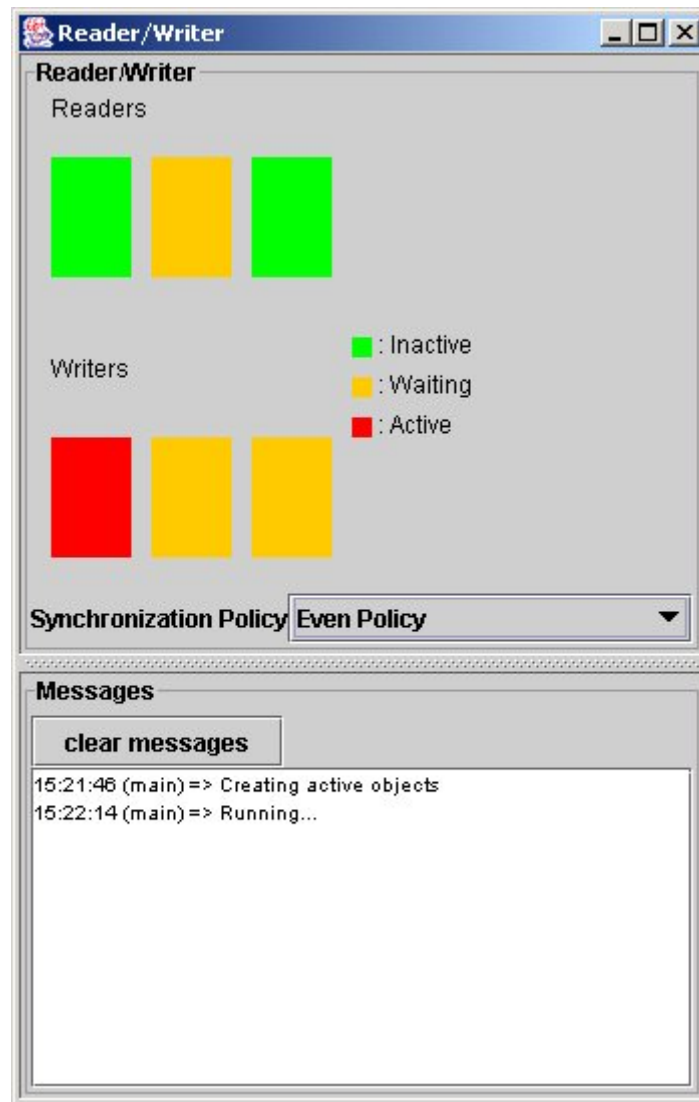 Reader/Writer
Reader/Writer
Readers
Writers
: Inactive
: Waiting
: Active
Synchronization Policy Even Policy
Messages
clear messages
15:21:46 (main) => Creating active objects
15:22:14 (main) => Running...